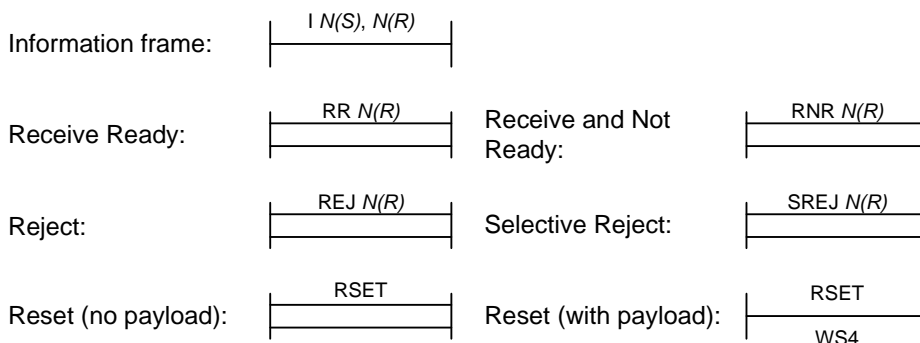 Information frame:
I N(S), N(R)
Receive Ready:
RR N(R)
Receive and Not
Ready:
RNR N(R)
Reject:
REJ N(R)
Selective Reject:
SREJ N(R)
Reset (no payload):
RSET
Reset (with payload):
RSET
WS4